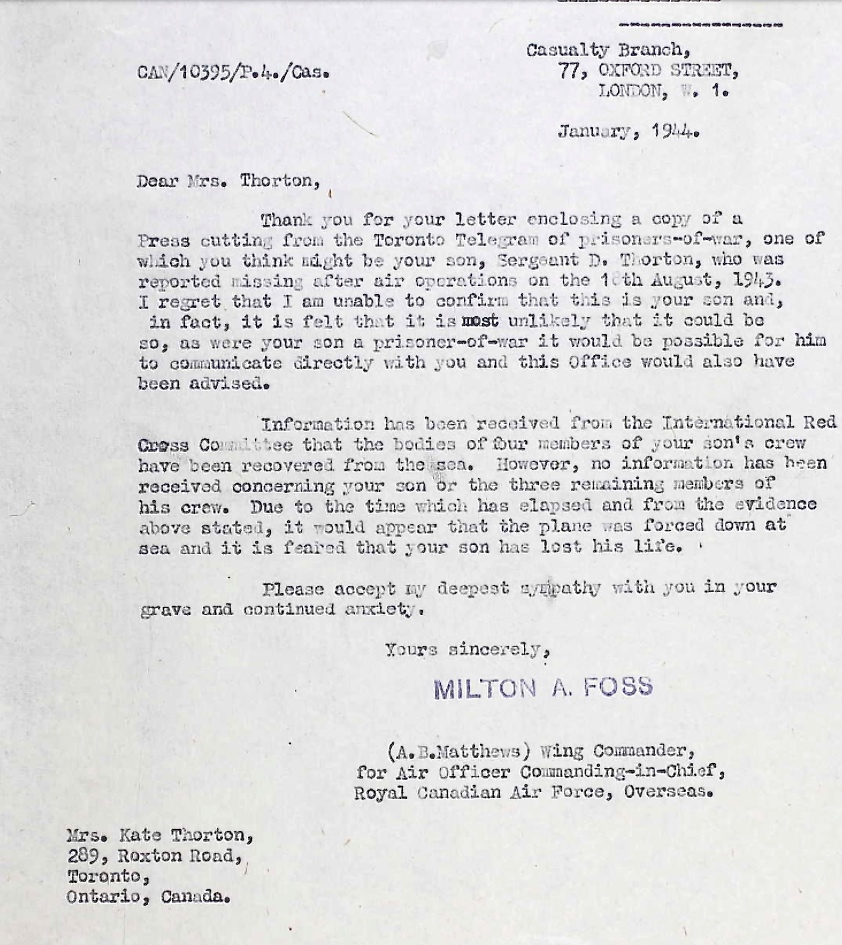 Casualty Branch,
CAN/10395/P.4./Cas.
77, OXFORD STREET,
LONDON, W. 1.
January, 1944.
Dear Mrs. Thorton,
Thank you for your letter enclosing a copy of a
Press cutting from the Toronto Telegram of prisoners-of-war, one of
which you think might be your son, Sergeant D. Thorton, who was
reported missing after air operations on the August, 1943.
I regret that I am unable to confirm that this is your son and,
in fact, it is felt that it is most unlikely that it could be
so, as were your son a prisoner-of-war it would be possible for him
to communicate directly with you and this Office would also have
been advised.
Information has been received from the International Red
Cross Committee that the bodies of four members of your son's crew
have been recovered from the sea. However, no information has been
received concerning your son or the three remaining members of
his crew. Due to the time which has elapsed and from the evidence
above stated, it would appear that the plane was forced down at
sea and it is feared that your son has lost his life.
Please accept my deepest sympathy with you in your
grave and continued anxiety.
Yours sincerely,
MILTON A. FOSS
(A.B.Matthews) Wing Commander,
for Air Officer Commanding-in-Chief,
Royal Canadian Air Force, Overseas.
Mrs. Kate Thorton,
289, Roxton Road,
Toronto,
Ontario, Canada.